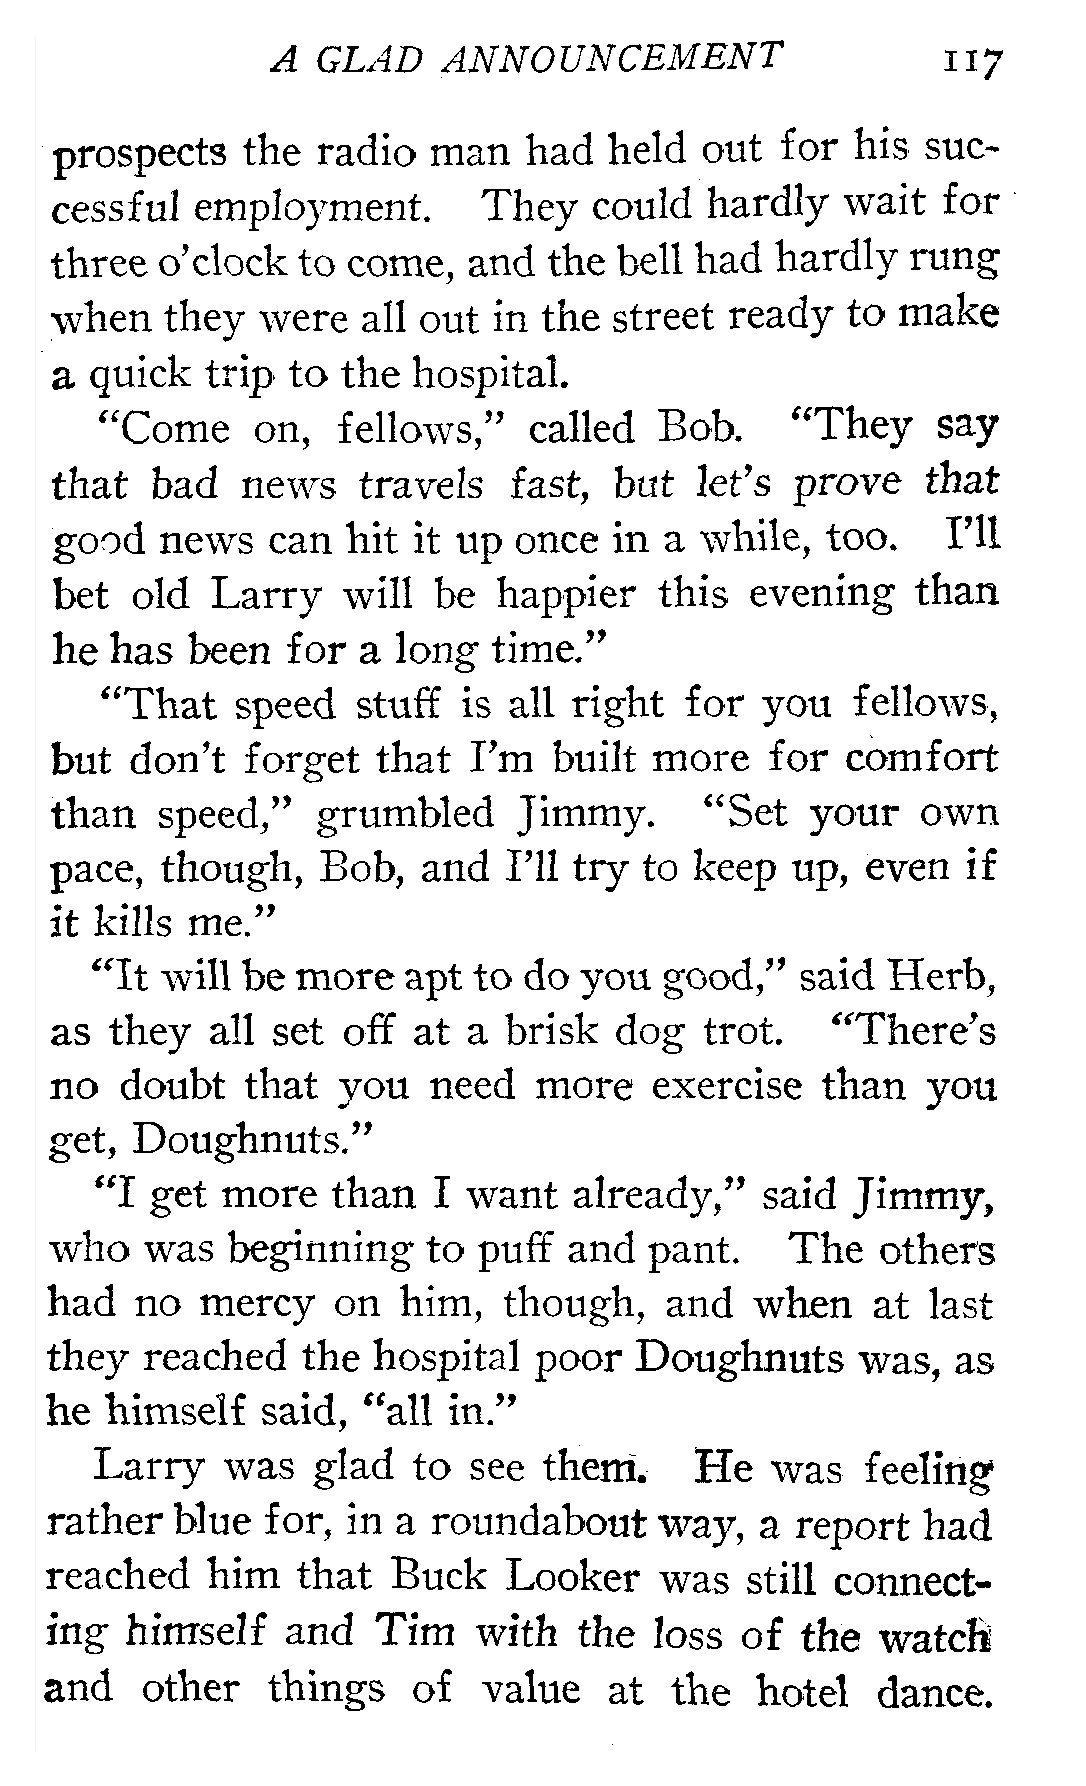 A GLAD ANNOUNCEMENT 117
prospects the radio man had held out for his suc-
cessful employment. They could hardly wait for
three o'clock to come, and the bell had hardly rung
when they were all out in the street ready to make
a quick trip to the hospital.
"Come on, fellows," called Bob. "They say
that bad news travels fast, but let's prove that
good news can hit it up once in a while, too. I'll
bet old Larry will be happier this evening than
he has been for a long time."
"That speed stuff is all right for you fellows,
but don't forget that I'm built more for comfort
than speed," grumbled Jimmy. "Set your own
pace, though, Bob, and I'll try to keep up, even if
it kills me."
"It will be more apt to do you good," said Herb,
as they all set off at a brisk dog trot. "There's
no doubt that you need more exercise than you
get, Doughnuts."
"I get more than I want already," said Jimmy,
who was beginning to puff and pant. The others
had no mercy on him, though, and when at last
they reached the hospital poor Doughnuts was, as
he himself said, "all in."
Larry was glad to see them. He was feeling
rather blue for, in a roundabout way, a report had
reached him that Buck Looker was still connect-
ing himself and Tim with the loss of the watch
and other things of value at the hotel dance.